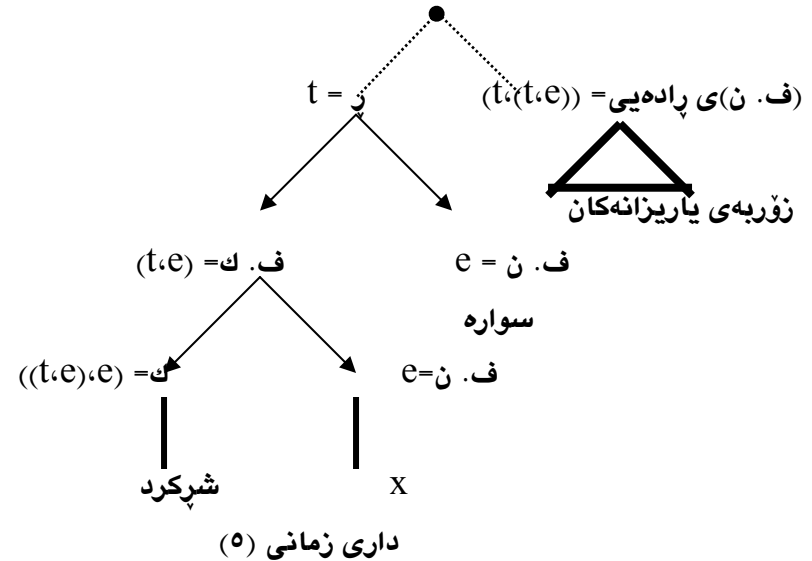 (ف. ن)ی ڕادەیی= (t،(t،e))
ڕ = t
زۆربەی یاریزانەکان
ف. ن = e
ف. ك= (t،e)
سوارە
ف. ن=e
ك= ((t،e)،e)
x
شڕکرد
داری زمانی (٥)